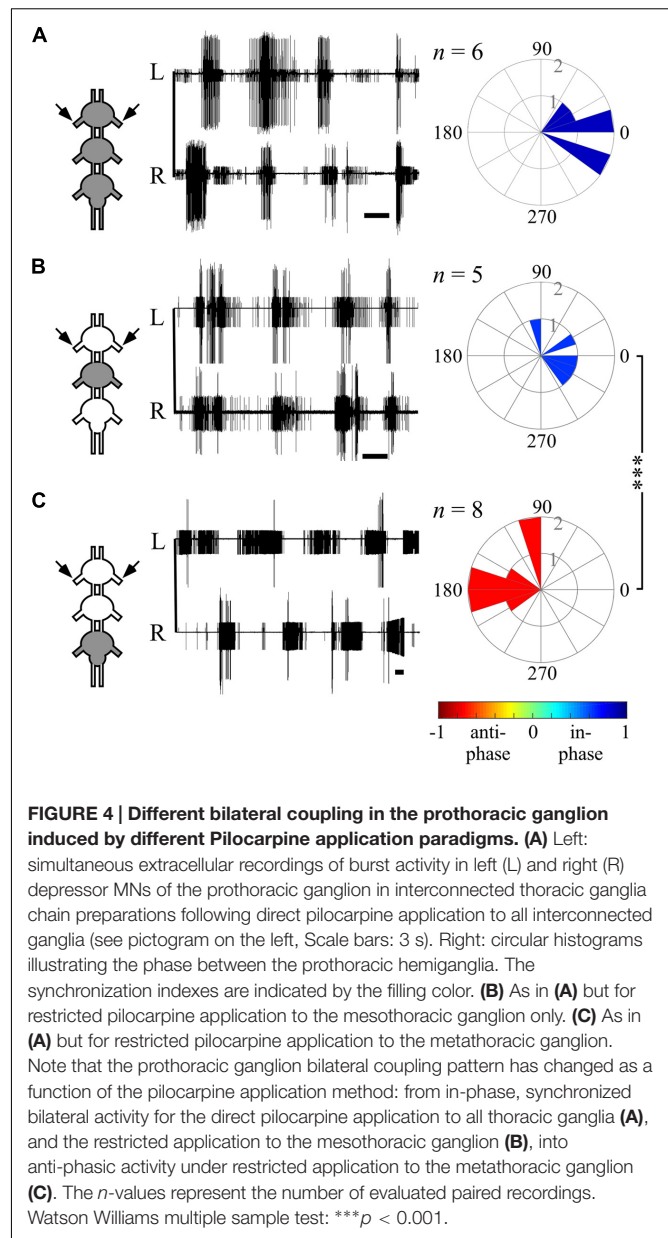 A
L
R
n = 6
90
2
1
180
0
270
B
L
R
n = 5
90
2
1
180
0
270
***
C
L
R
n = 8
90
2
1
180
0
270
-1 anti-phase 0 in-phase 1
FIGURE 4 | Different bilateral coupling in the prothoracic ganglion
induced by different Pilocarpine application paradigms. (A) Left:
simultaneous extracellular recordings of burst activity in left (L) and right (R)
depressor MNs of the prothoracic ganglion in interconnected thoracic ganglia
chain preparations following direct pilocarpine application to all interconnected
ganglia (see pictogram on the left, Scale bars: 3 s). Right: circular histograms
illustrating the phase between the prothoracic hemiganglia. The
synchronization indexes are indicated by the filling color. (B) As in (A) but for
restricted pilocarpine application to the mesothoracic ganglion only. (C) As in
(A) but for restricted pilocarpine application to the metathoracic ganglion.
Note that the prothoracic ganglion bilateral coupling pattern has changed as a
function of the pilocarpine application method: from in-phase, synchronized
bilateral activity for the direct pilocarpine application to all thoracic ganglia (A),
and the restricted application to the mesothoracic ganglion (B), into
anti-phasic activity under restricted application to the metathoracic ganglion
(C). The n-values represent the number of evaluated paired recordings.
Watson Williams multiple sample test: ***p < 0.001.